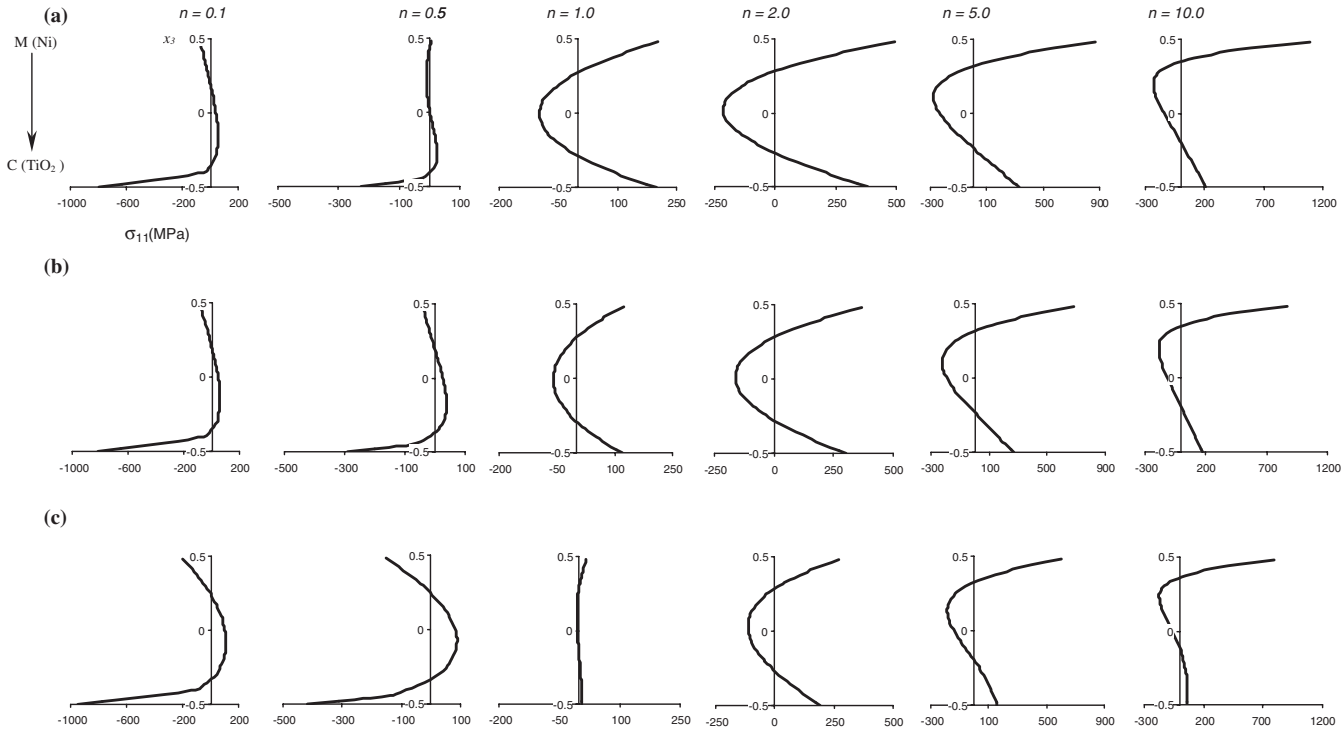 (a) n = 0.1 n = 0.5 n = 1.0 n = 2.0 n = 5.0 n = 10.0
M (Ni) x₃ 0.5 0.5 0.5 0.5 0.5 0.5
0 0 0 0 0 0
C (TiO₂) -0.5 -0.5 -0.5 -0.5 -0.5 -0.5
-1000 -600 -200 200 -500 -300 -100 100 -200 -50 100 250 -250 0 250 500 -300 100 500 900 -300 200 700 1200
σ₁₁(MPa)
(b)
0.5 0.5 0.5 0.5 0.5 0.5
0 0 0 0 0 0
-0.5 -0.5 -0.5 -0.5 -0.5 -0.5
-1000 -600 -200 200 -500 -300 -100 100 -200 -50 100 250 -250 0 250 500 -300 100 500 900 -300 200 700 1200
(c)
0.5 0.5 0.5 0.5 0.5 0.5
0 0 0 0 0 0
-0.5 -0.5 -0.5 -0.5 -0.5 -0.5
-1000 -600 -200 200 -500 -300 -100 100 -200 -50 100 250 -250 0 250 500 -300 100 500 900 -300 200 700 1200